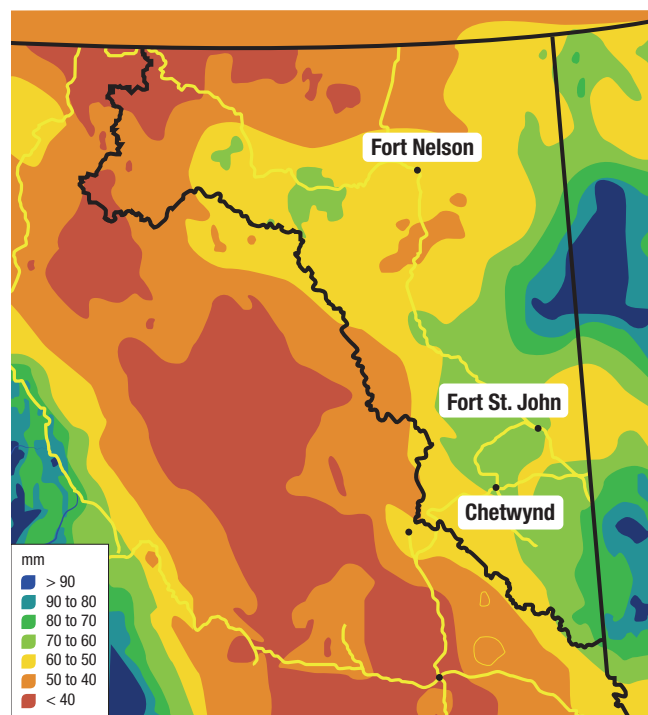 Fort Nelson
Fort St. John
Chetwynd
mm
> 90
90 to 80
80 to 70
70 to 60
60 to 50
50 to 40
< 40